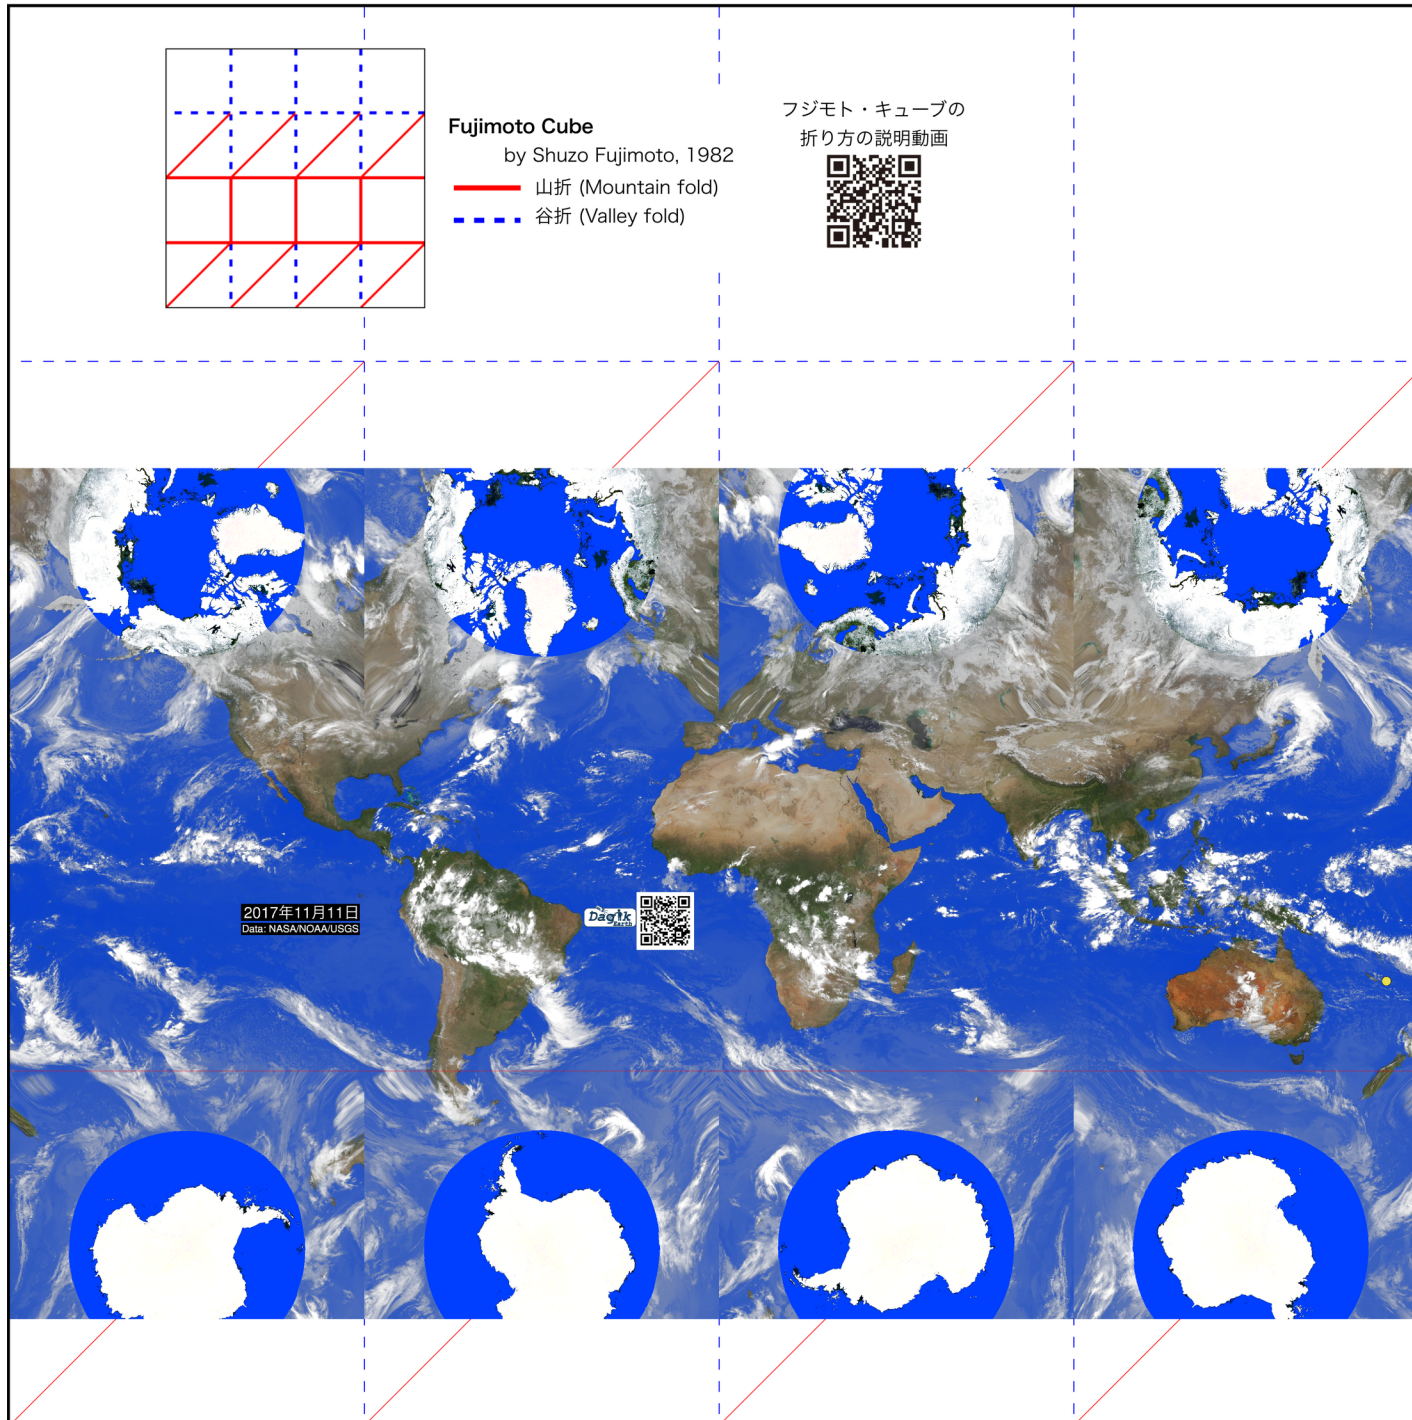 Fujimoto Cube
by Shuzo Fujimoto, 1982
山折 (Mountain fold)
谷折 (Valley fold)
フジモト・キューブの
折り方の説明動画
2017年11月11日
Data: NASA/NOAA/USGS
Dagik
Earth